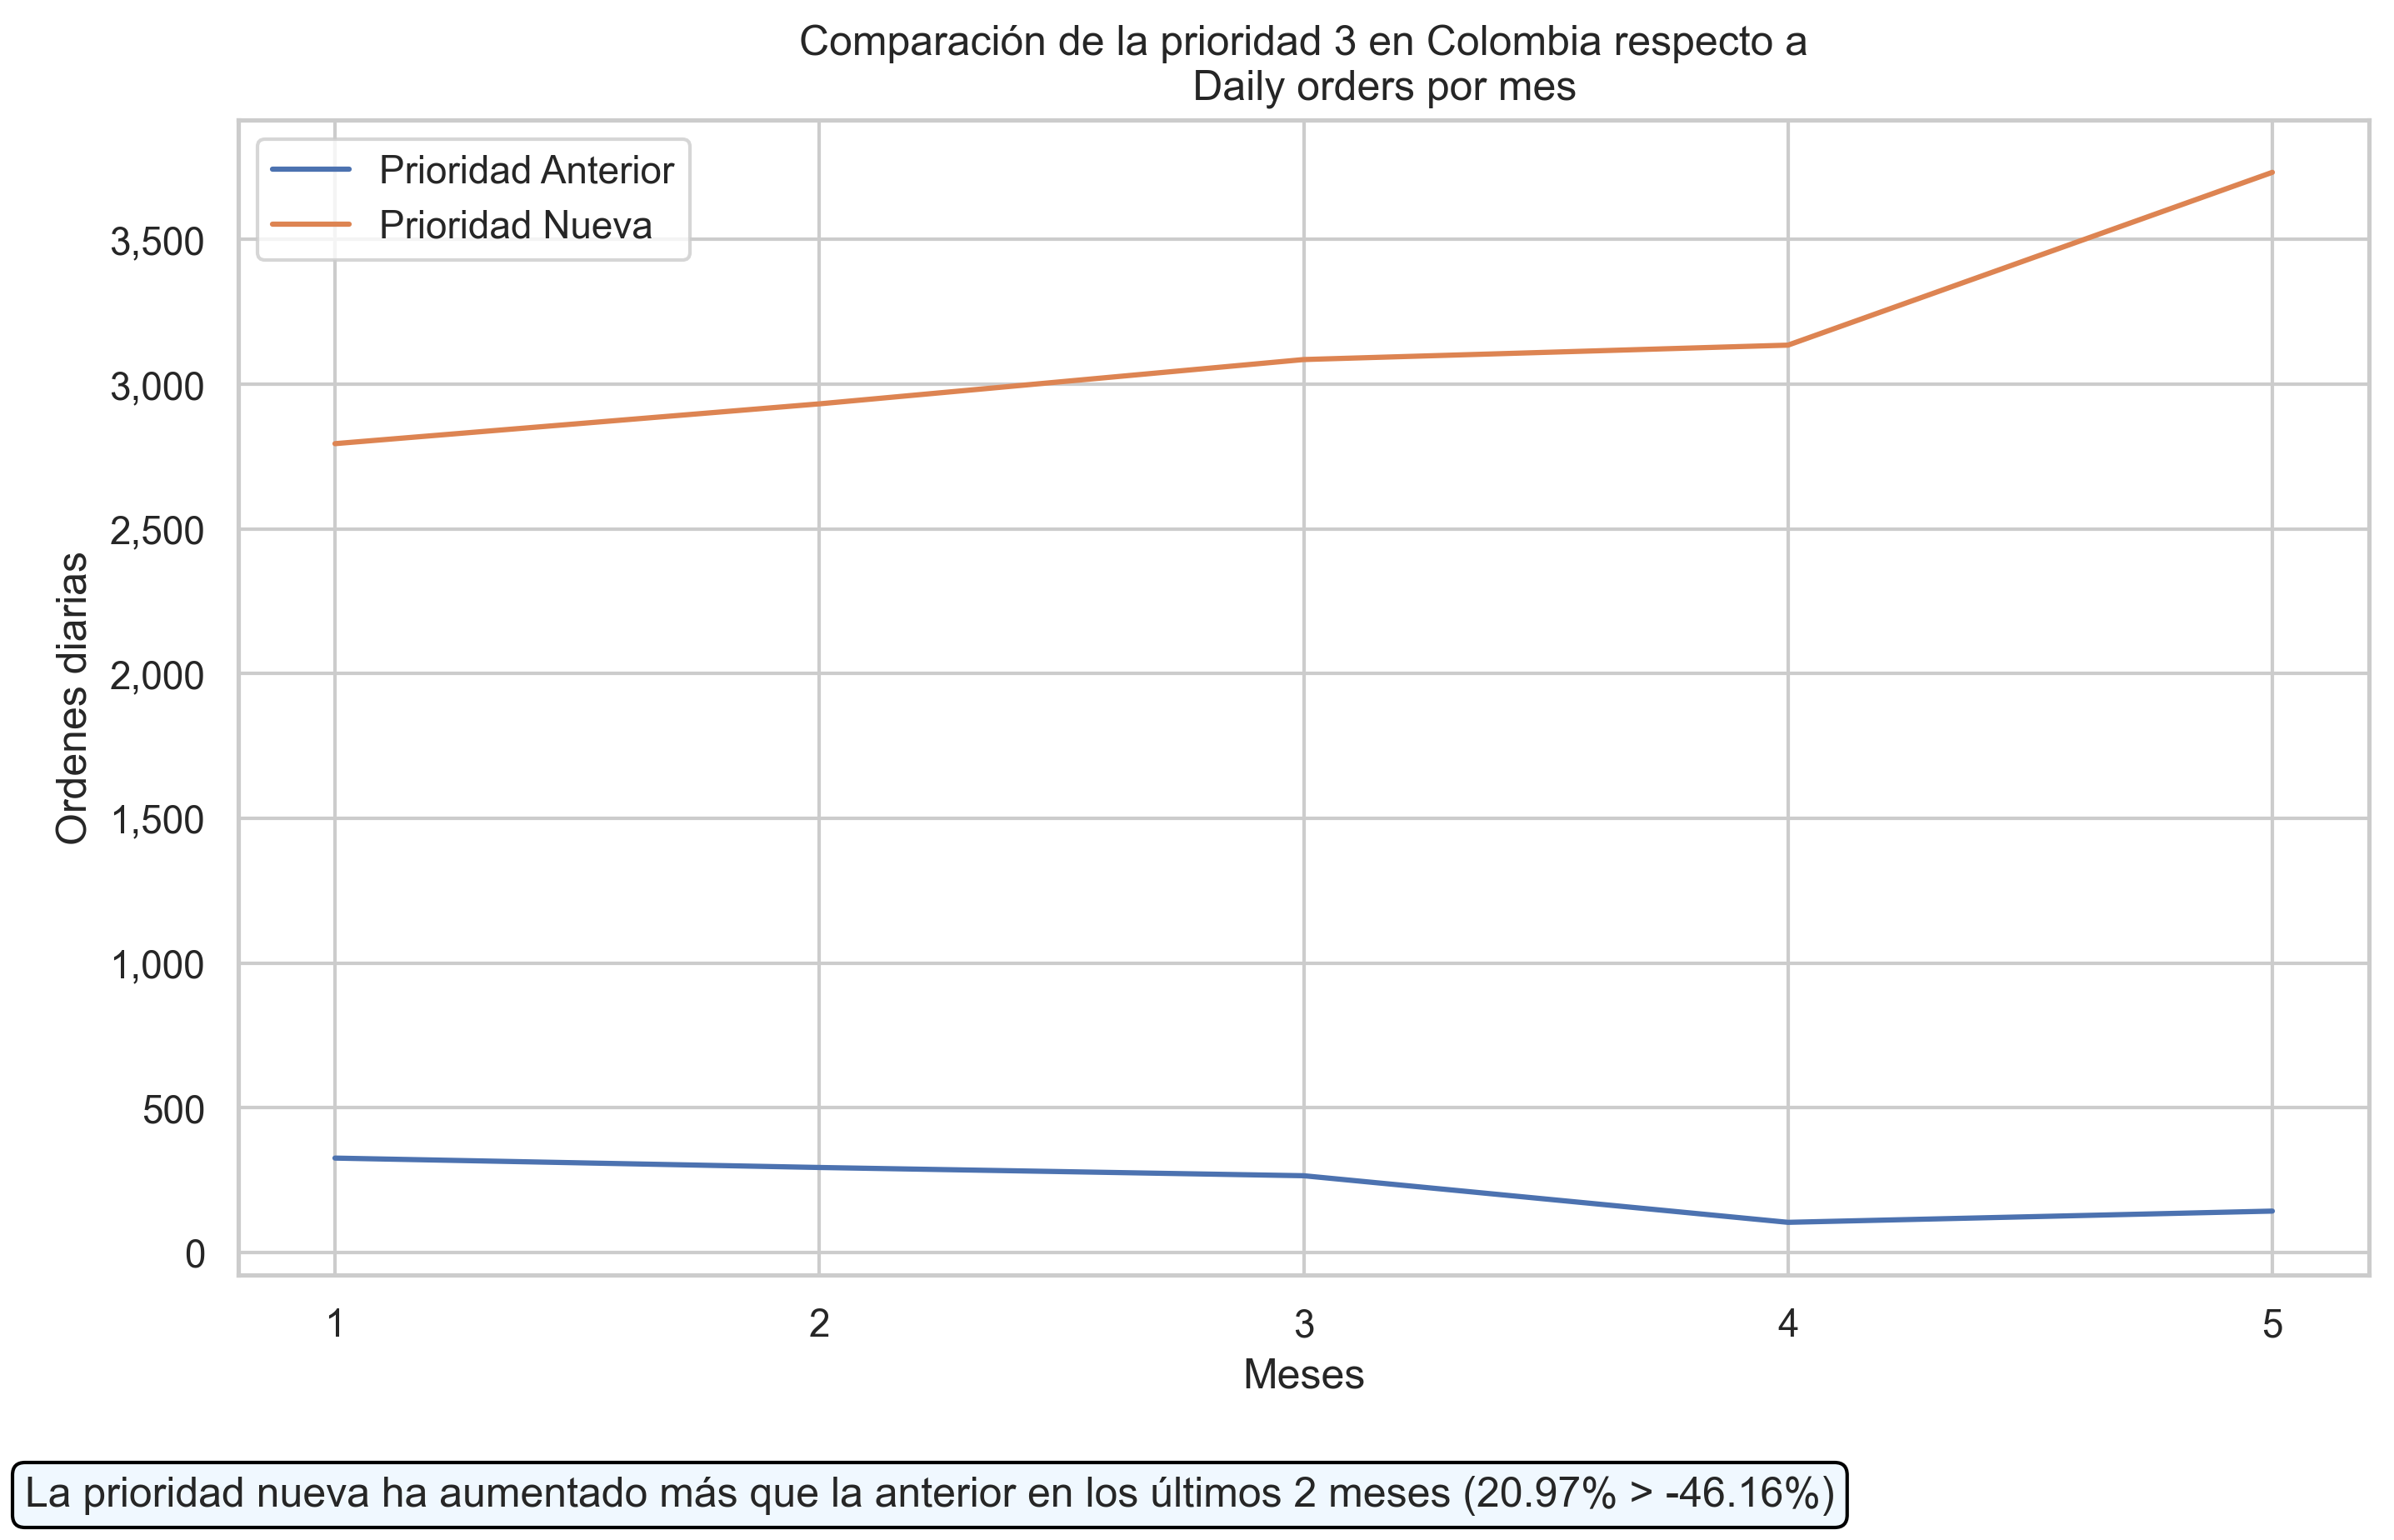 Comparación de la prioridad 3 en Colombia respecto a
Daily orders por mes
Prioridad Anterior
Prioridad Nueva
3,500
3,000
2,500
2,000
1,500
1,000
500
0
Ordenes diarias
1 2 3 4 5
Meses
La prioridad nueva ha aumentado más que la anterior en los últimos 2 meses (20.97% > -46.16%)